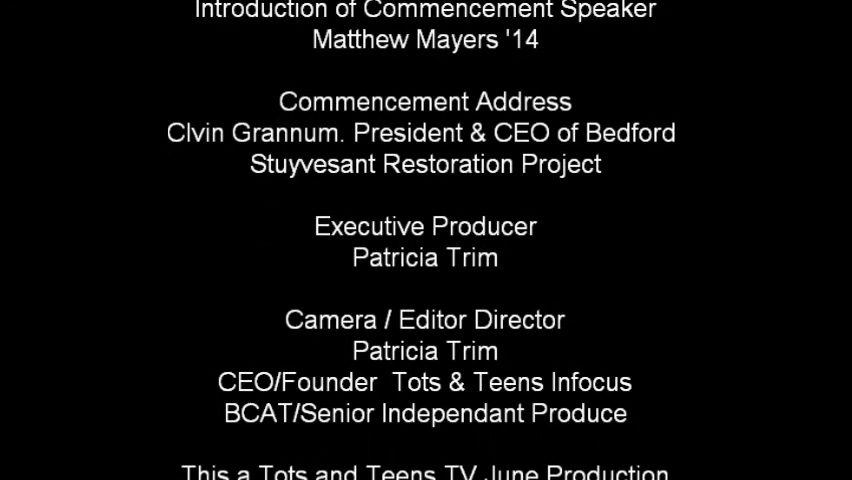 Introduction of Commencement Speaker
Matthew Mayers '14
Commencement Address
Clvin Grannum. President & CEO of Bedford
Stuyvesant Restoration Project
Executive Producer
Patricia Trim
Camera / Editor Director
Patricia Trim
CEO/Founder  Tots & Teens Infocus
BCAT/Senior Independant Produce
This a Tots and Teens TV June Production